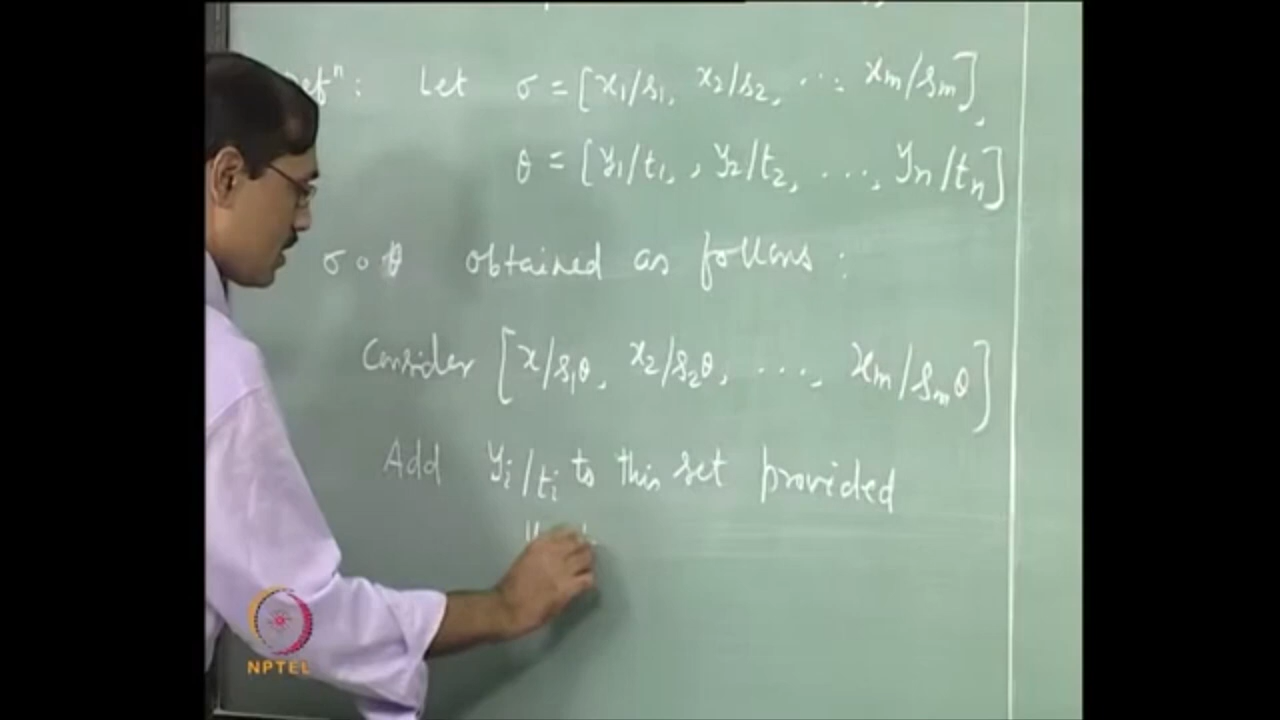 Defⁿ : Let σ = [x₁/s₁, x₂/s₂, ... xₘ/sₘ],
θ = [y₁/t₁, , y₂/t₂, ..., yₙ/tₙ]
σ ∘ θ obtained as follows :
Consider [x/s₁θ, x₂/s₂θ, ..., xₘ/sₘθ]
Add yᵢ/tᵢ to this set provided
NPTEL